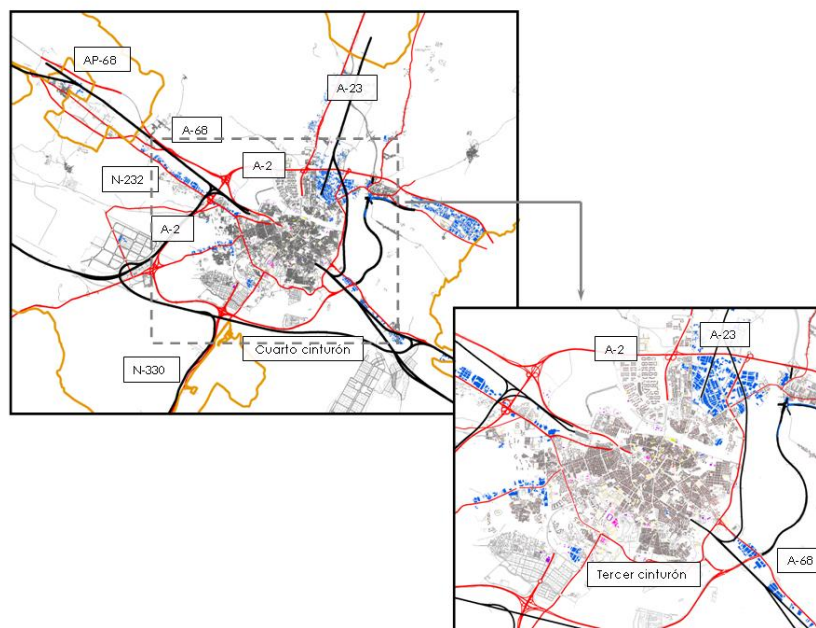 AP-68
A-23
A-68
A-2
N-232
A-2
Cuarto cinturón
N-330
A-2
A-23
Tercer cinturón
A-68